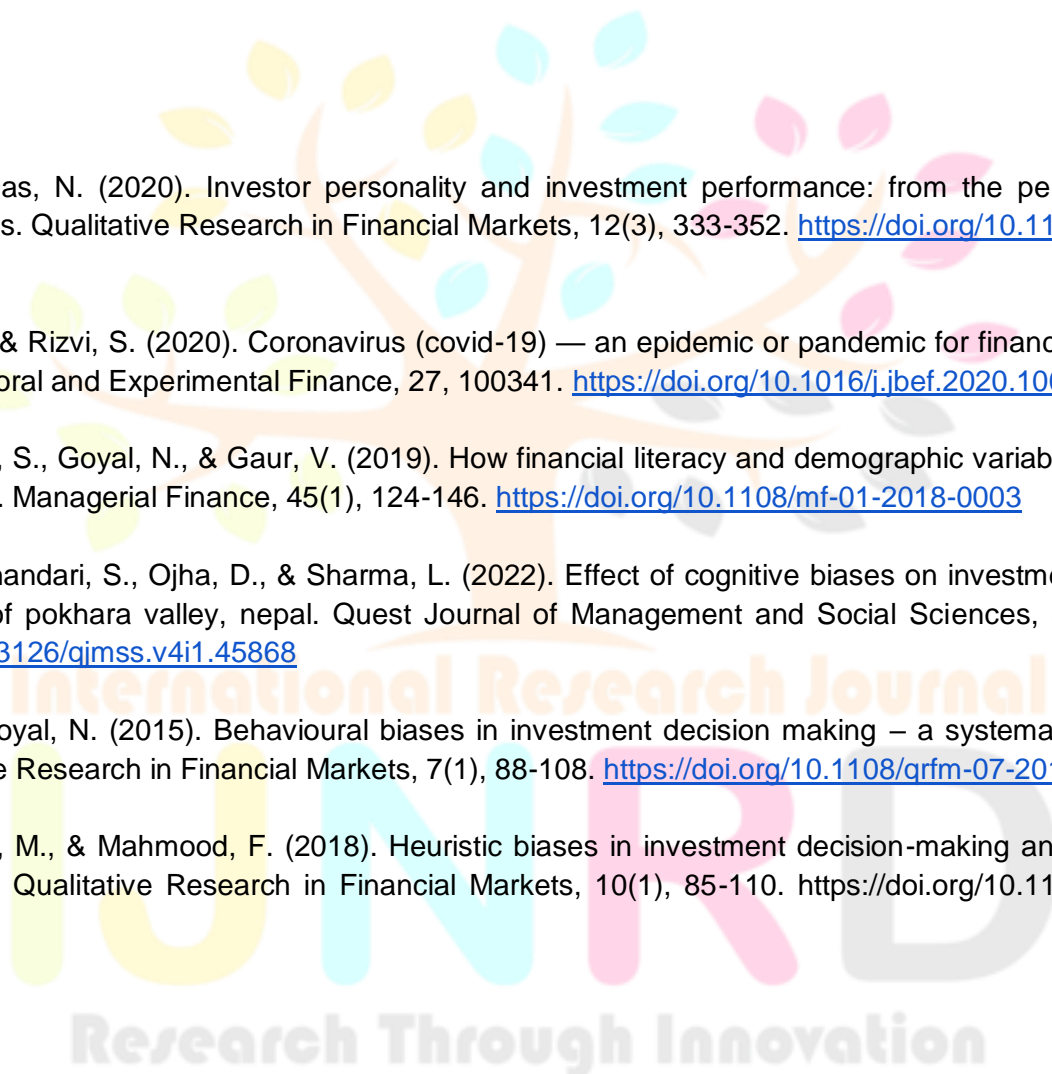 as, N. (2020). Investor personality and investment performance: from the pe
s. Qualitative Research in Financial Markets, 12(3), 333-352. https://doi.org/10.11
& Rizvi, S. (2020). Coronavirus (covid-19) — an epidemic or pandemic for financ
oral and Experimental Finance, 27, 100341. https://doi.org/10.1016/j.jbef.2020.10
, S., Goyal, N., & Gaur, V. (2019). How financial literacy and demographic variab
. Managerial Finance, 45(1), 124-146. https://doi.org/10.1108/mf-01-2018-0003
andari, S., Ojha, D., & Sharma, L. (2022). Effect of cognitive biases on investme
of pokhara valley, nepal. Quest Journal of Management and Social Sciences,
3126/qjmss.v4i1.45868
International Research Journal
oyal, N. (2015). Behavioural biases in investment decision making – a systema
e Research in Financial Markets, 7(1), 88-108. https://doi.org/10.1108/qrfm-07-201
, M., & Mahmood, F. (2018). Heuristic biases in investment decision-making an
Qualitative Research in Financial Markets, 10(1), 85-110. https://doi.org/10.11
IJNRD
Research Through Innovation